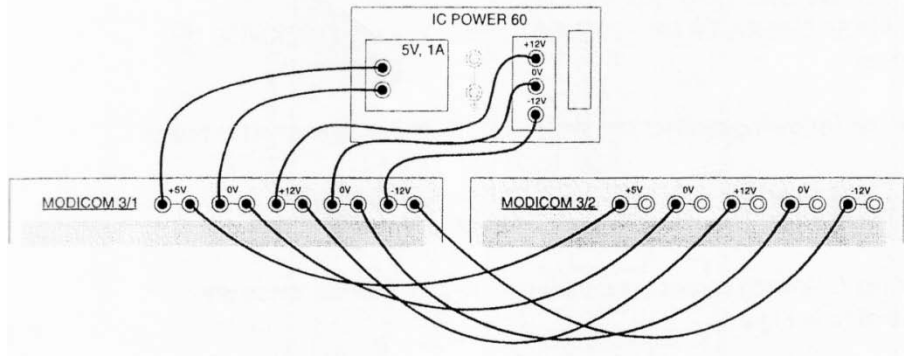 IC POWER 60
5V, 1A
+12V
0V
-12V
MODICOM 3/1 +5V 0V +12V 0V -12V
MODICOM 3/2 +5V 0V +12V 0V -12V